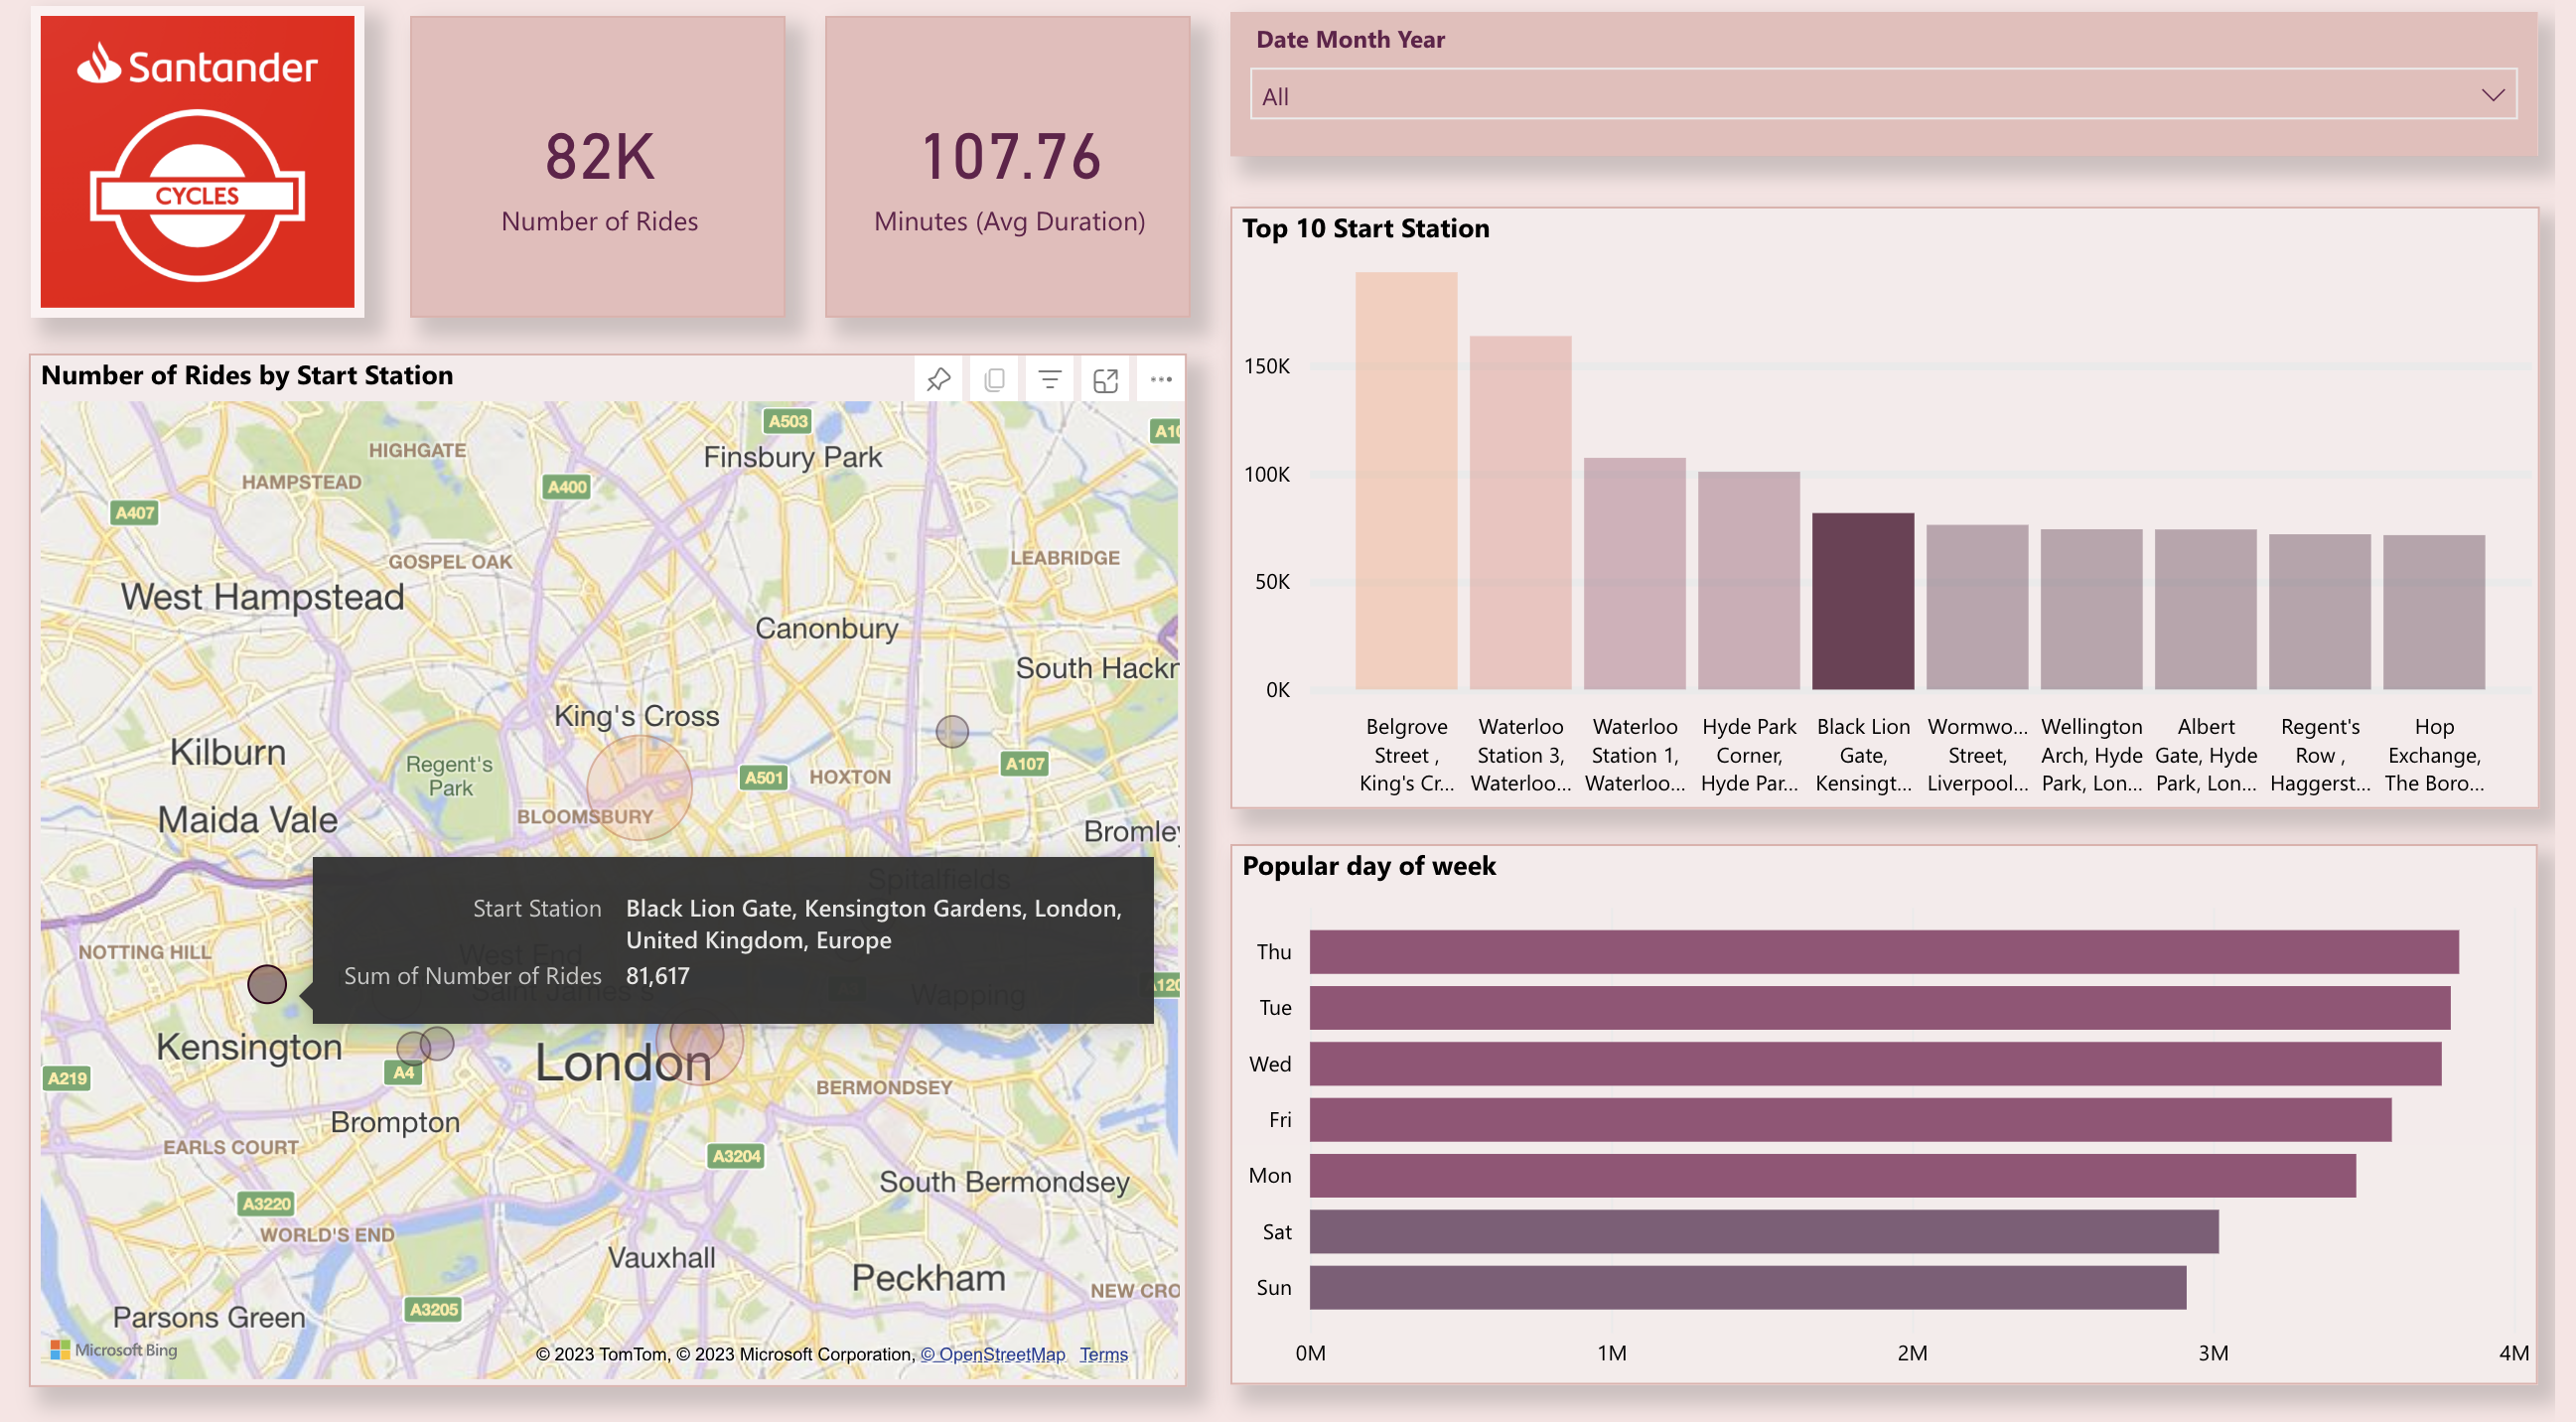 Santander
CYCLES
82K
Number of Rides
107.76
Minutes (Avg Duration)
Date Month Year
All
Number of Rides by Start Station
A503
A10
HIGHGATE
Finsbury Park
HAMPSTEAD
A400
A407
GOSPEL OAK
LEABRIDGE
West Hampstead
Canonbury
South Hackn
King's Cross
Kilburn
Regent's
Park
A501
HOXTON
A107
Maida Vale
BLOOMSBURY
Bromley
Spitalfields
Start Station
Black Lion Gate, Kensington Gardens, London,
United Kingdom, Europe
NOTTING HILL
West End
Sum of Number of Rides
81,617
Saint James's
Wapping
A120
Kensington
London
A219
A4
BERMONDSEY
Brompton
EARLS COURT
A3204
South Bermondsey
A3220
WORLD'S END
Vauxhall
Peckham
NEW CRO
Parsons Green
A3205
Microsoft Bing
© 2023 TomTom, © 2023 Microsoft Corporation, © OpenStreetMap Terms
Top 10 Start Station
150K
100K
50K
0K
Belgrove
Street ,
King's Cr...
Waterloo
Station 3,
Waterloo...
Waterloo
Station 1,
Waterloo...
Hyde Park
Corner,
Hyde Par...
Black Lion
Gate,
Kensingt...
Wormwo...
Street,
Liverpool...
Wellington
Arch, Hyde
Park, Lon...
Albert
Gate, Hyde
Park, Lon...
Regent's
Row ,
Haggerst...
Hop
Exchange,
The Boro...
Popular day of week
Thu
Tue
Wed
Fri
Mon
Sat
Sun
0M
1M
2M
3M
4M